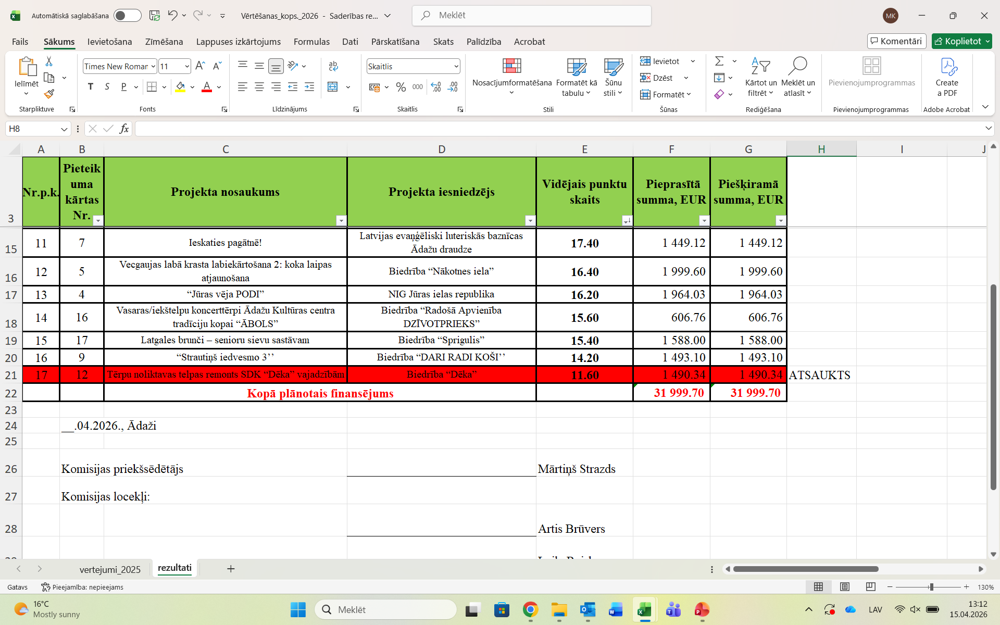 Automātiskā saglabāšana
Vērtēšanas_kops._2026 - Saderības re...
Meklēt
MK
Fails Sākums Ievietošana Zīmēšana Lappuses izkārtojums Formulas Dati Pārskatīšana Skats Palīdzība Acrobat
Komentāri
Koplietot
Ielīmēt
Starpliktuve
Times New Roman 11
T S P
Fonts
Līdzinājums
Skaitlis
Skaitlis
Nosacījumformatēšana
Formatēt kā tabulu
Šūnu stili
Stili
Ievietot
Dzēst
Formatēt
Šūnas
Kārtot un filtrēt
Meklēt un atlasīt
Rediģēšana
Pievienojumprogrammas
Pievienojumprogrammas
Create a PDF
Adobe Acrobat
H8
fx
A B C D E F G H I J
3 Nr.p.k. Pieteikuma kārtas Nr. Projekta nosaukums Projekta iesniedzējs Vidējais punktu skaits Pieprasītā summa, EUR Piešķiramā summa, EUR
15 11 7 Ieskaties pagātnē! Latvijas evaņģēliski luteriskās baznīcas Ādažu draudze 17.40 1 449.12 1 449.12
16 12 5 Vecgaujas labā krasta labiekārtošana 2: koka laipas atjaunošana Biedrība “Nākotnes iela” 16.40 1 999.60 1 999.60
17 13 4 “Jūras vēja PODI” NIG Jūras ielas republika 16.20 1 964.03 1 964.03
18 14 16 Vasaras/iekštelpu koncerttērpi Ādažu Kultūras centra tradīciju kopai “ĀBOLS” Biedrība “Radošā Apvienība DZĪVOTPRIEKS” 15.60 606.76 606.76
19 15 17 Latgales brunči – senioru sievu sastāvam Biedrība “Sprigulis” 15.40 1 588.00 1 588.00
20 16 9 “Strautiņš iedvesmo 3’’ Biedrība “DARI RADI KOŠI’’ 14.20 1 493.10 1 493.10
21 17 12 Tērpu noliktavas telpas remonts SDK “Dēka” vajadzībām Biedrība “Dēka” 11.60 1 490.34 1 490.34 ATSAUKTS
22 Kopā plānotais finansējums 31 999.70 31 999.70
23
24 __.04.2026., Ādaži
25
26 Komisijas priekšsēdētājs Mārtiņš Strazds
27 Komisijas locekļi:
28 Artis Brūvers
vertejumi_2025 rezultati
Gatavs Pieejamība: nepieejams
130%
16°C
Mostly sunny
Meklēt
LAV
13:12
15.04.2026